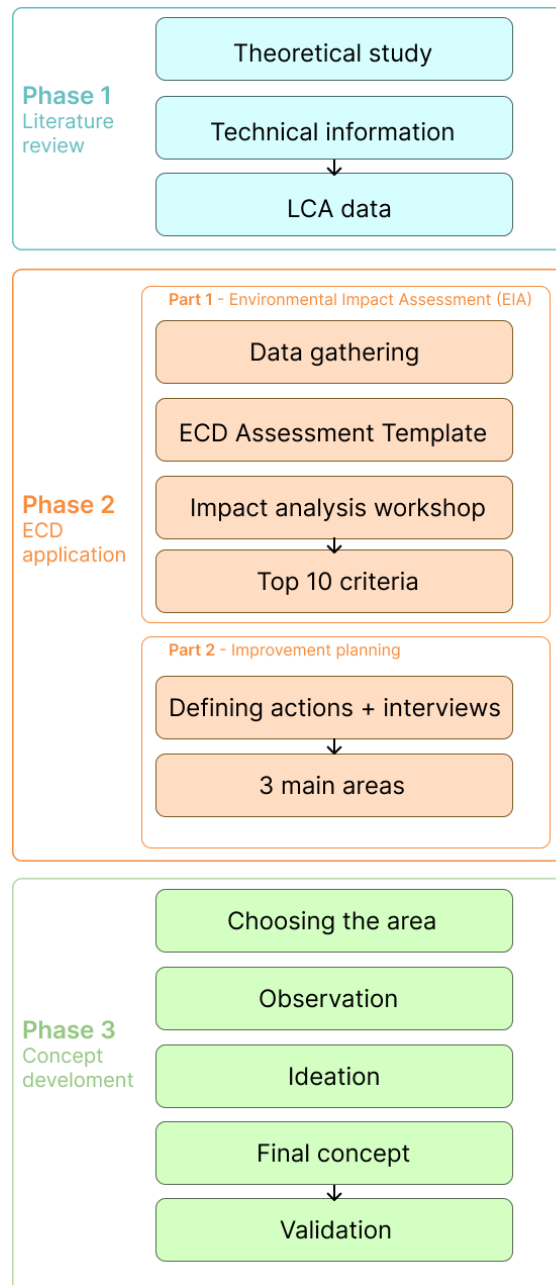 Phase 1
Literature
review
Theoretical study
Technical information
LCA data
Phase 2
ECD
application
Part 1 - Environmental Impact Assessment (EIA)
Data gathering
ECD Assessment Template
Impact analysis workshop
Top 10 criteria
Part 2 - Improvement planning
Defining actions + interviews
3 main areas
Phase 3
Concept
develoment
Choosing the area
Observation
Ideation
Final concept
Validation